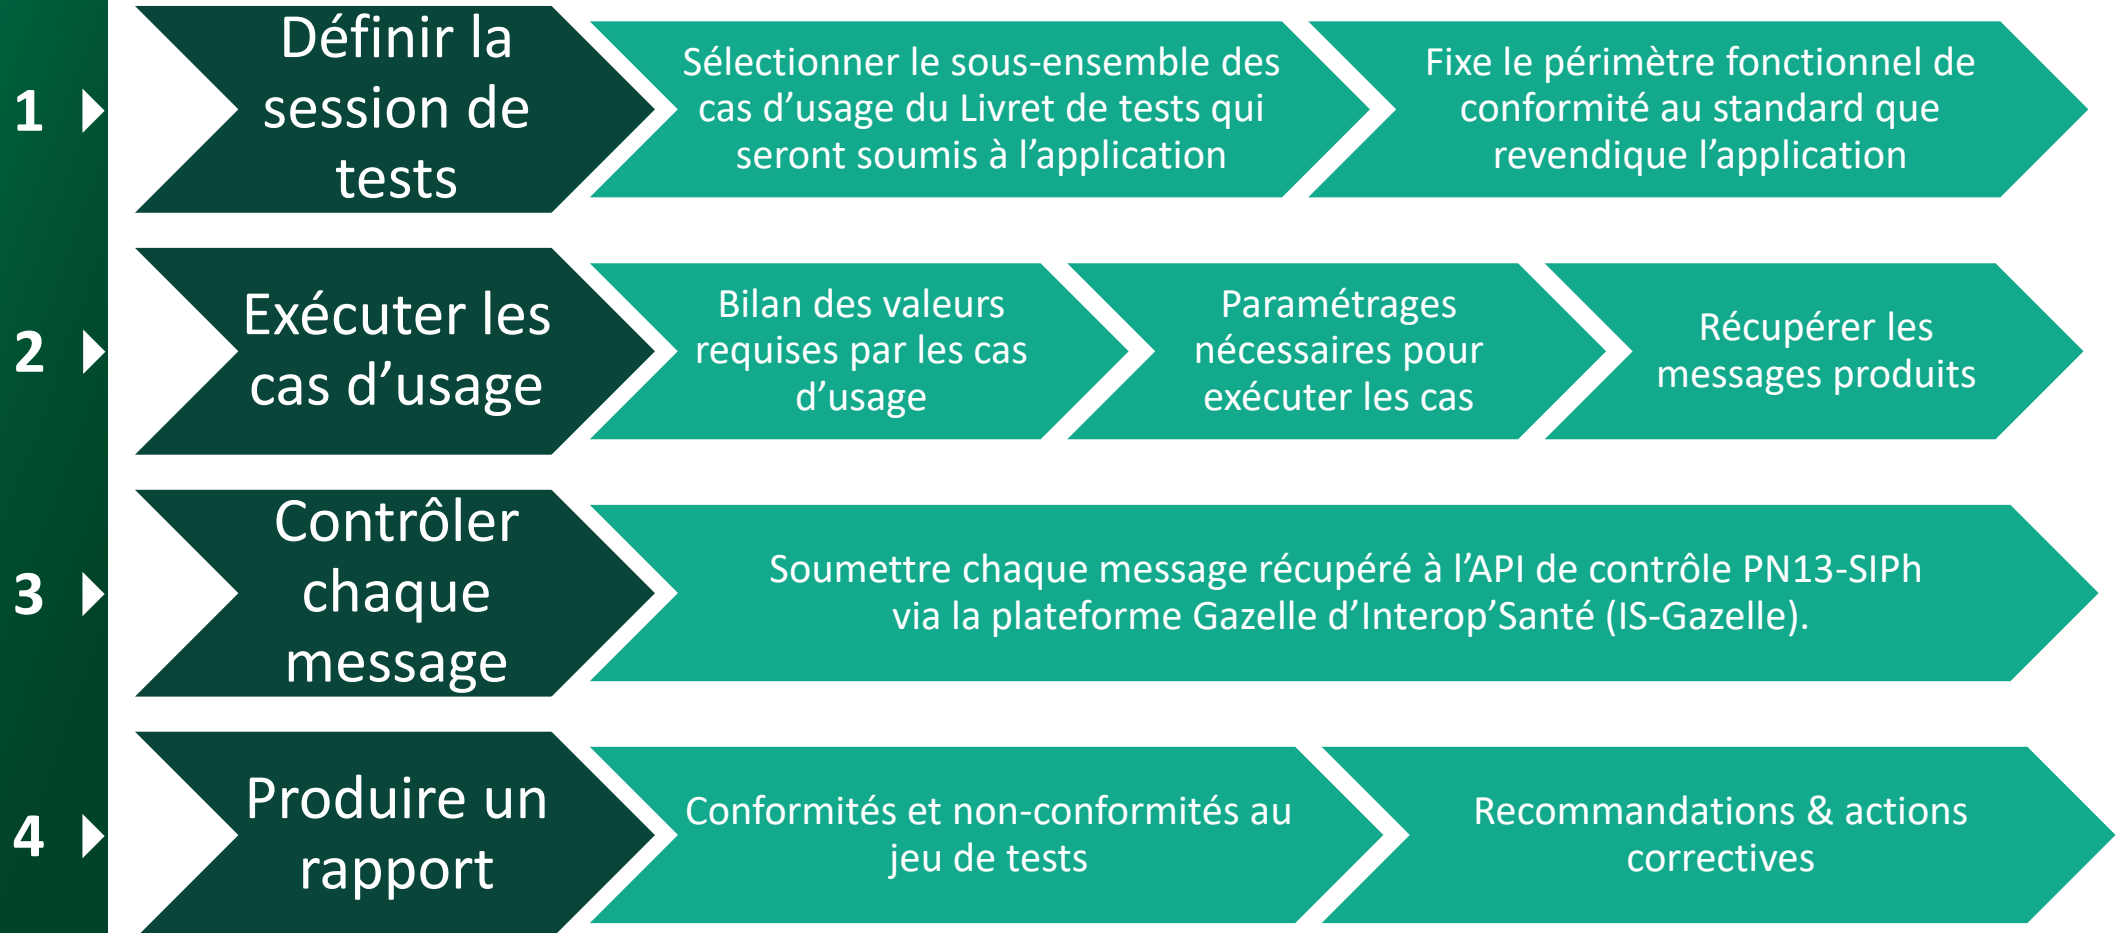 1
Définir la
session de
tests
Sélectionner le sous-ensemble des
cas d’usage du Livret de tests qui
seront soumis à l’application
Fixe le périmètre fonctionnel de
conformité au standard que
revendique l’application
2
Exécuter les
cas d’usage
Bilan des valeurs
requises par les cas
d’usage
Paramétrages
nécessaires pour
exécuter les cas
Récupérer les
messages produits
3
Contrôler
chaque
message
Soumettre chaque message récupéré à l’API de contrôle PN13-SIPh
via la plateforme Gazelle d’Interop’Santé (IS-Gazelle).
4
Produire un
rapport
Conformités et non-conformités au
jeu de tests
Recommandations & actions
correctives